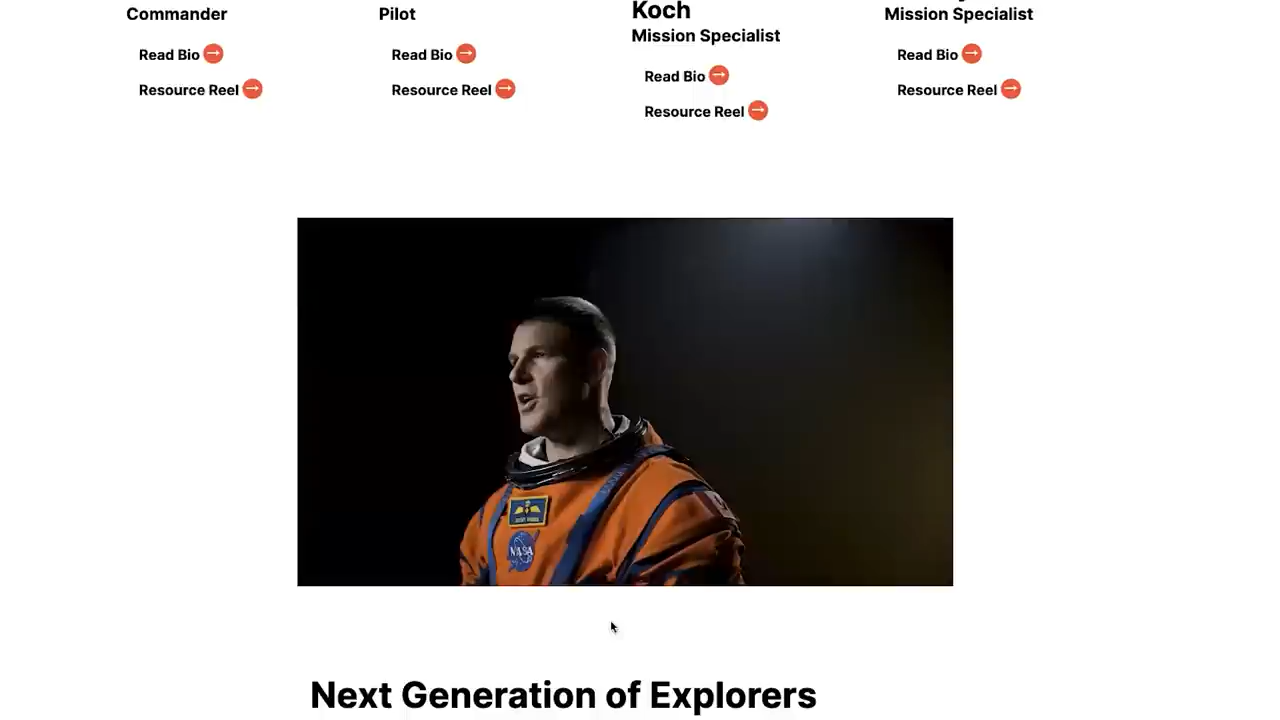 Commander
Read Bio
Resource Reel
Pilot
Read Bio
Resource Reel
Koch
Mission Specialist
Read Bio
Resource Reel
Mission Specialist
Read Bio
Resource Reel
NASA
Next Generation of Explorers